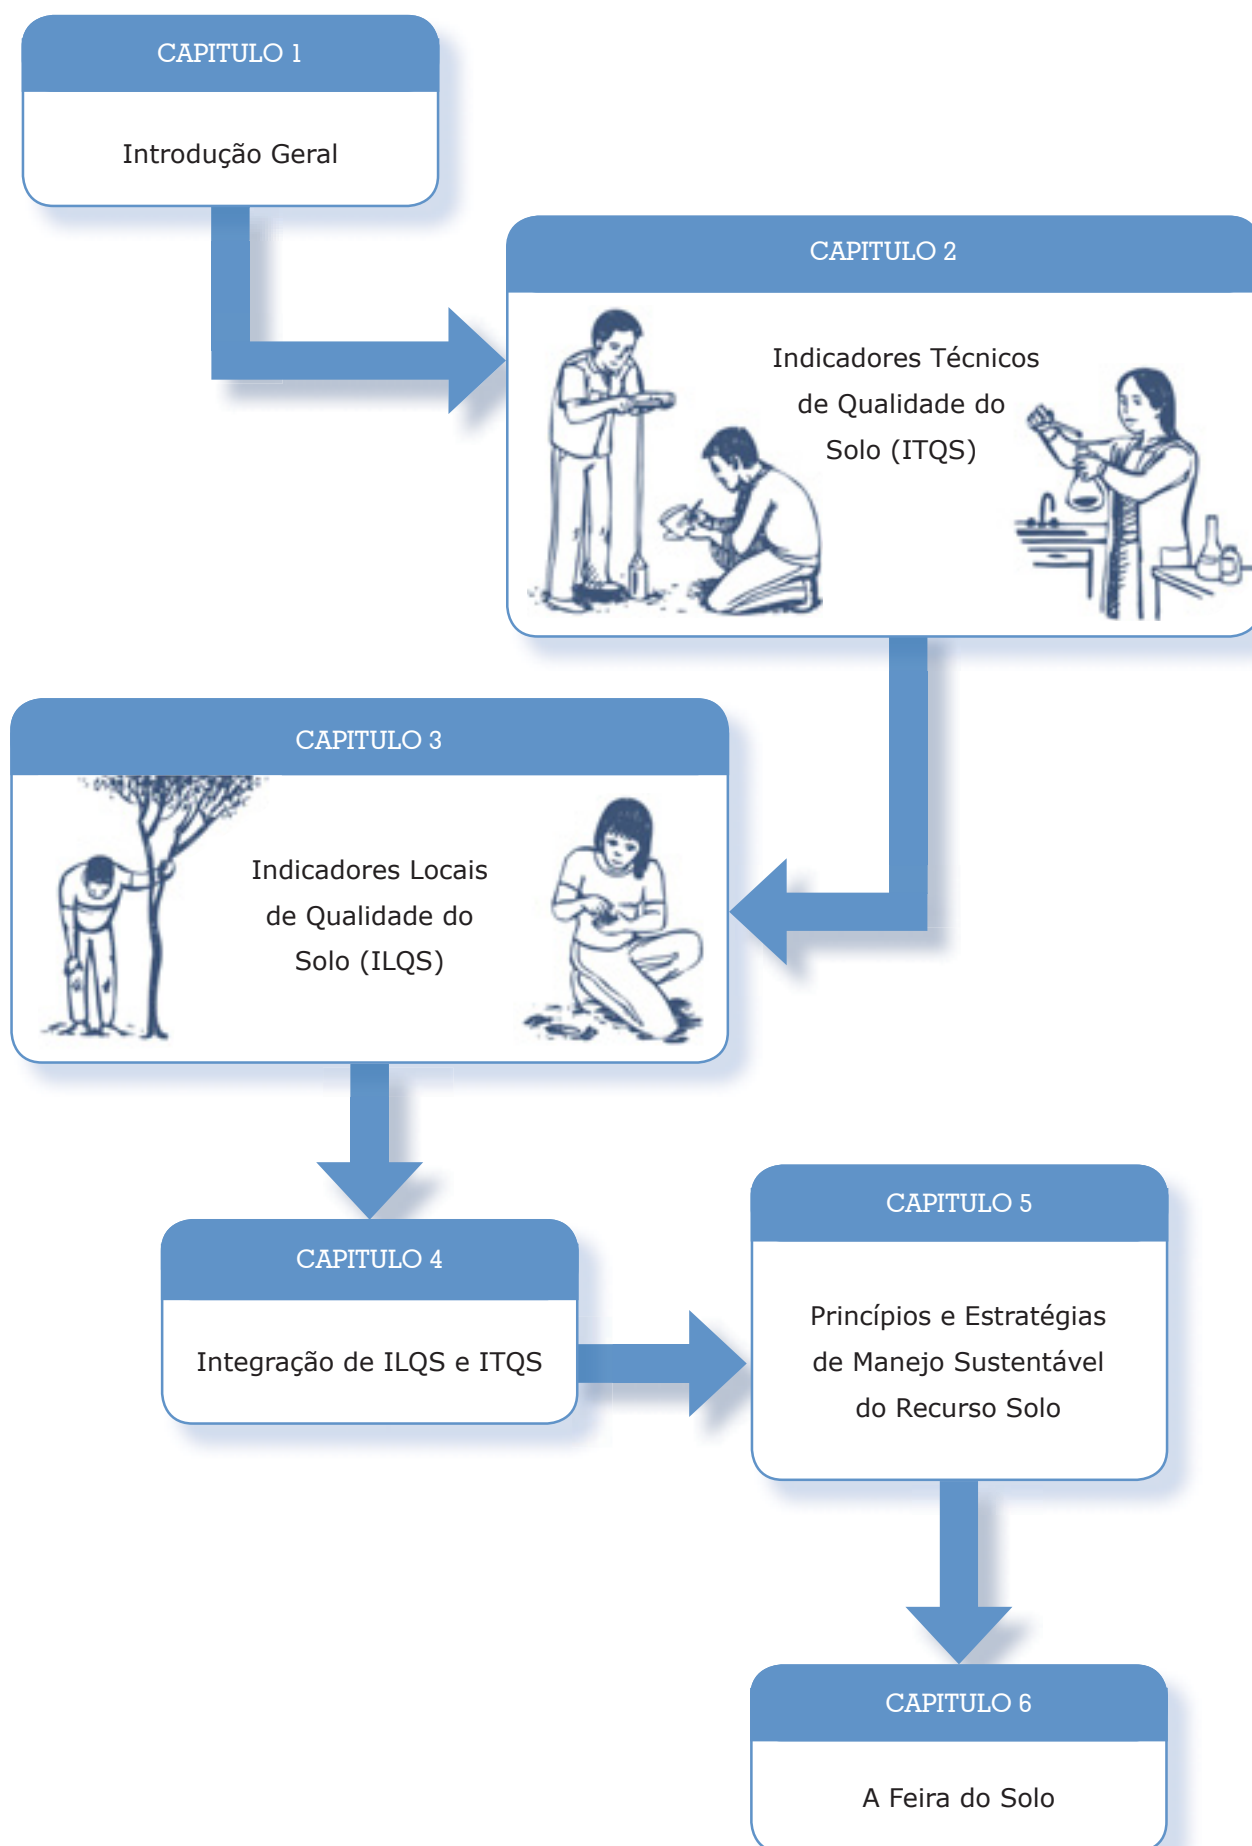 CAPITULO 1
Introdução Geral
CAPITULO 2
Indicadores Técnicos
de Qualidade do
Solo (ITQS)
CAPITULO 3
Indicadores Locais
de Qualidade do
Solo (ILQS)
CAPITULO 4
Integração de ILQS e ITQS
CAPITULO 5
Princípios e Estratégias
de Manejo Sustentável
do Recurso Solo
CAPITULO 6
A Feira do Solo